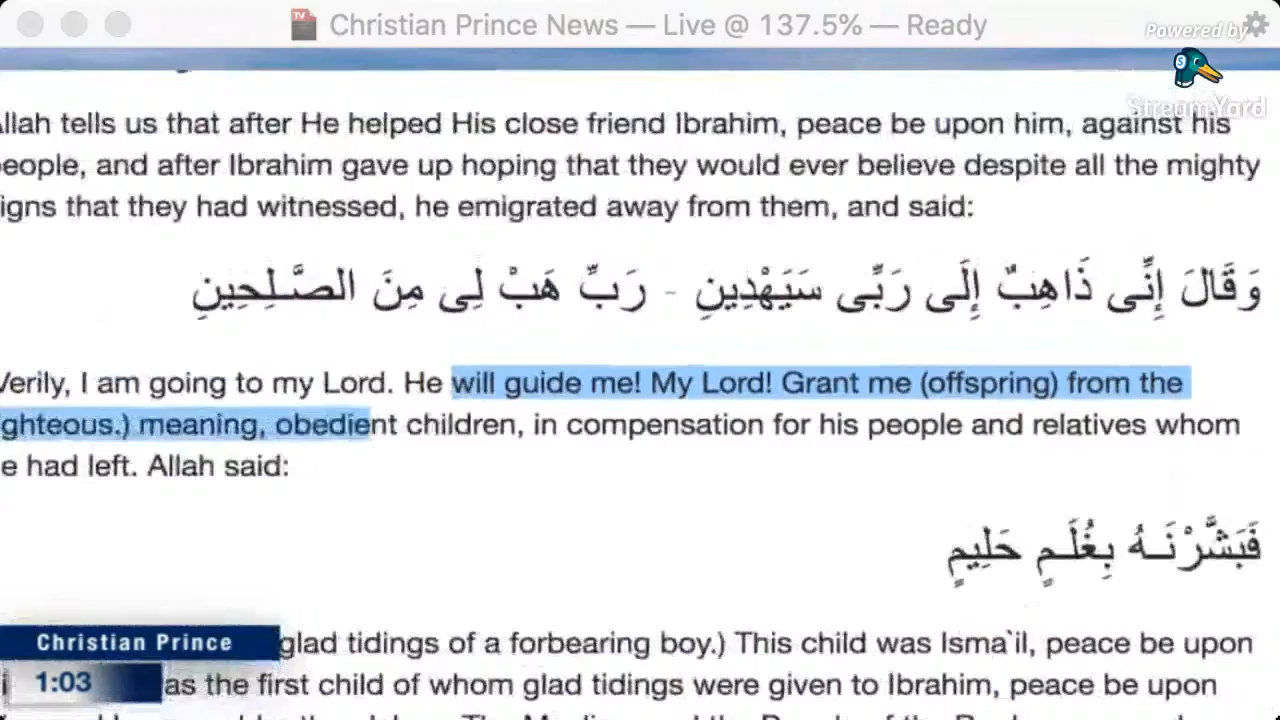 Christian Prince News — Live @ 137.5% — Ready
Powered by
StreamYard
llah tells us that after He helped His close friend Ibrahim, peace be upon him, against his
eople, and after Ibrahim gave up hoping that they would ever believe despite all the mighty
igns that they had witnessed, he emigrated away from them, and said:
وَقَالَ إِنِّى ذَاهِبٌ إِلَى رَبِّى سَيَهْدِينِ - رَبِّ هَبْ لِى مِنَ الصَّـلِحِينِ
Verily, I am going to my Lord. He will guide me! My Lord! Grant me (offspring) from the
ghteous.) meaning, obedient children, in compensation for his people and relatives whom
e had left. Allah said:
فَبَشَّرْنَـهُ بِغُلَـمٍ حَلِيمٍ
glad tidings of a forbearing boy.) This child was Isma`il, peace be upon
as the first child of whom glad tidings were given to Ibrahim, peace be upon
Christian Prince
1:03